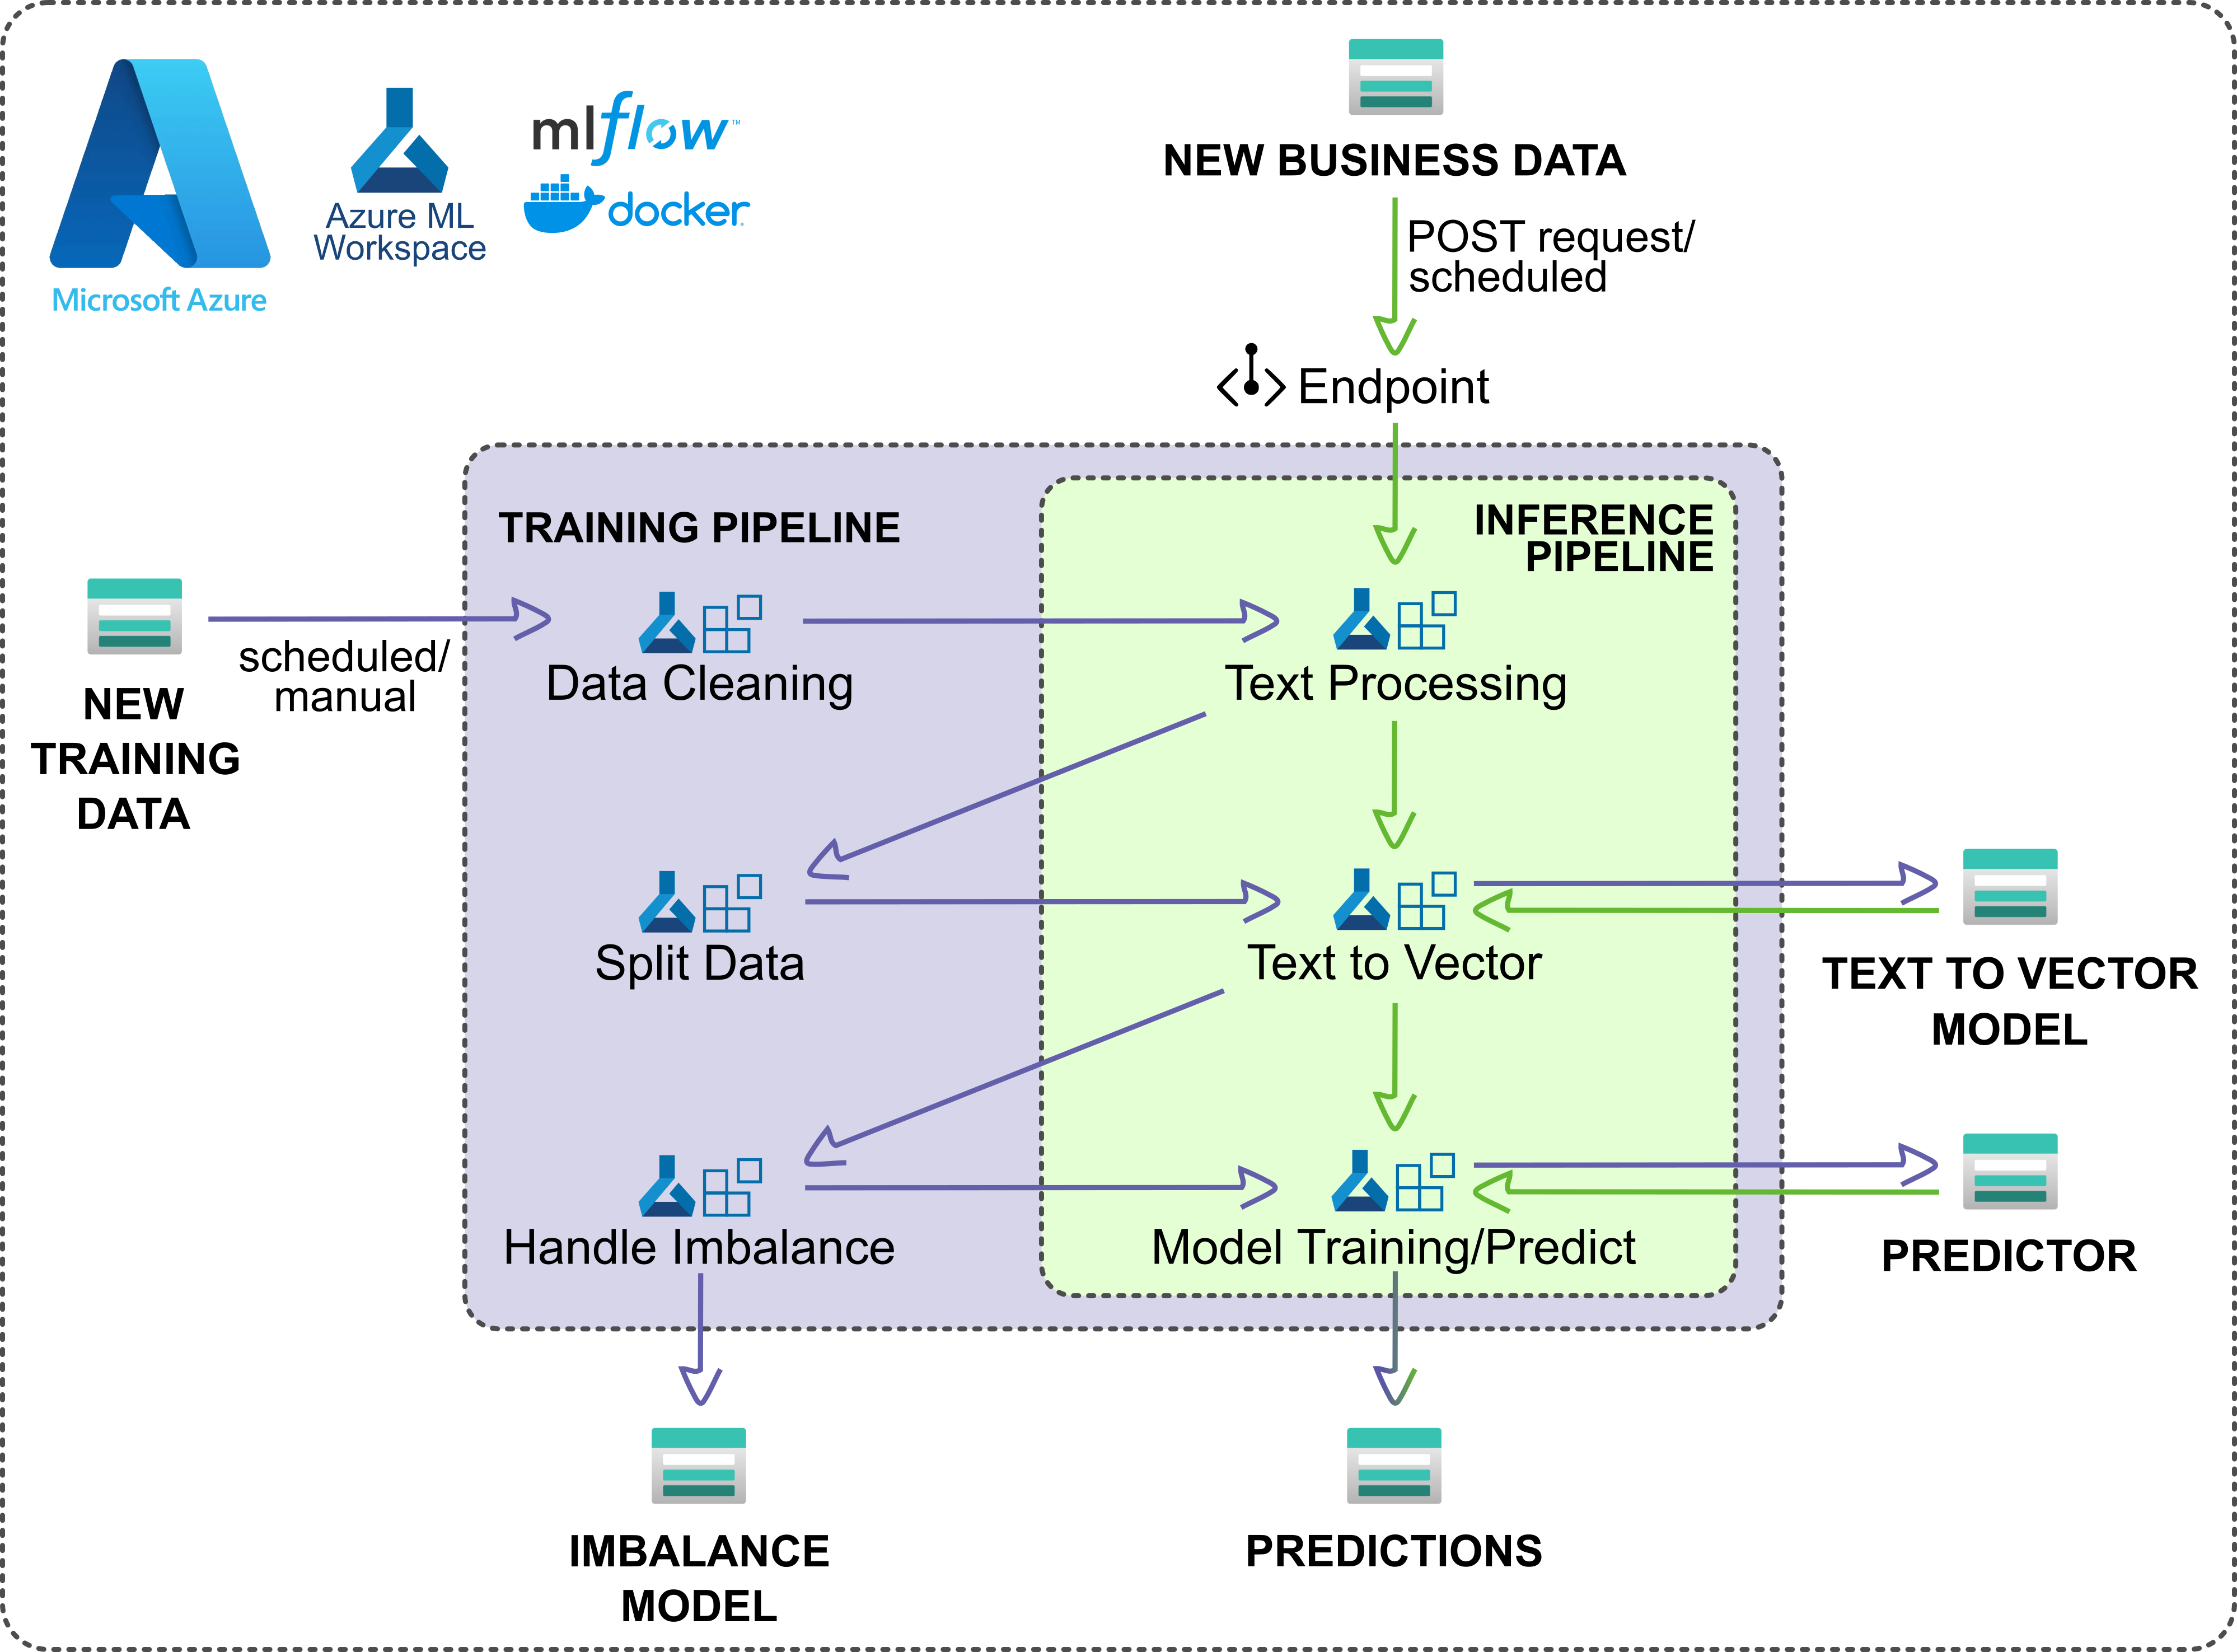 Microsoft Azure
Azure ML
Workspace
mlflow™
docker
NEW BUSINESS DATA
POST request/
scheduled
Endpoint
TRAINING PIPELINE
INFERENCE
PIPELINE
NEW
TRAINING
DATA
scheduled/
manual
Data Cleaning
Text Processing
Split Data
Text to Vector
TEXT TO VECTOR
MODEL
Handle Imbalance
Model Training/Predict
PREDICTOR
IMBALANCE
MODEL
PREDICTIONS